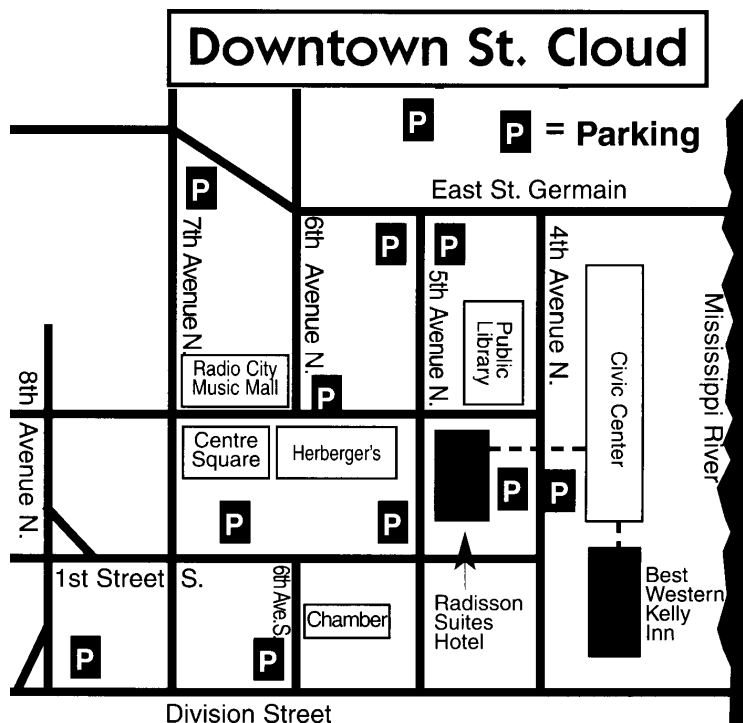 Downtown St. Cloud
P
P = Parking
P
East St. Germain
7th Avenue N.
6th Avenue N.
P
P
5th Avenue N.
4th Avenue N.
Public
Library
Civic Center
Mississippi River
Radio City
Music Mall
P
8th Avenue N.
Centre
Square
Herberger's
P
P
P
P
1st Street S.
6th Ave.S.
Chamber
Radisson
Suites
Hotel
Best
Western
Kelly
Inn
P
P
Division Street